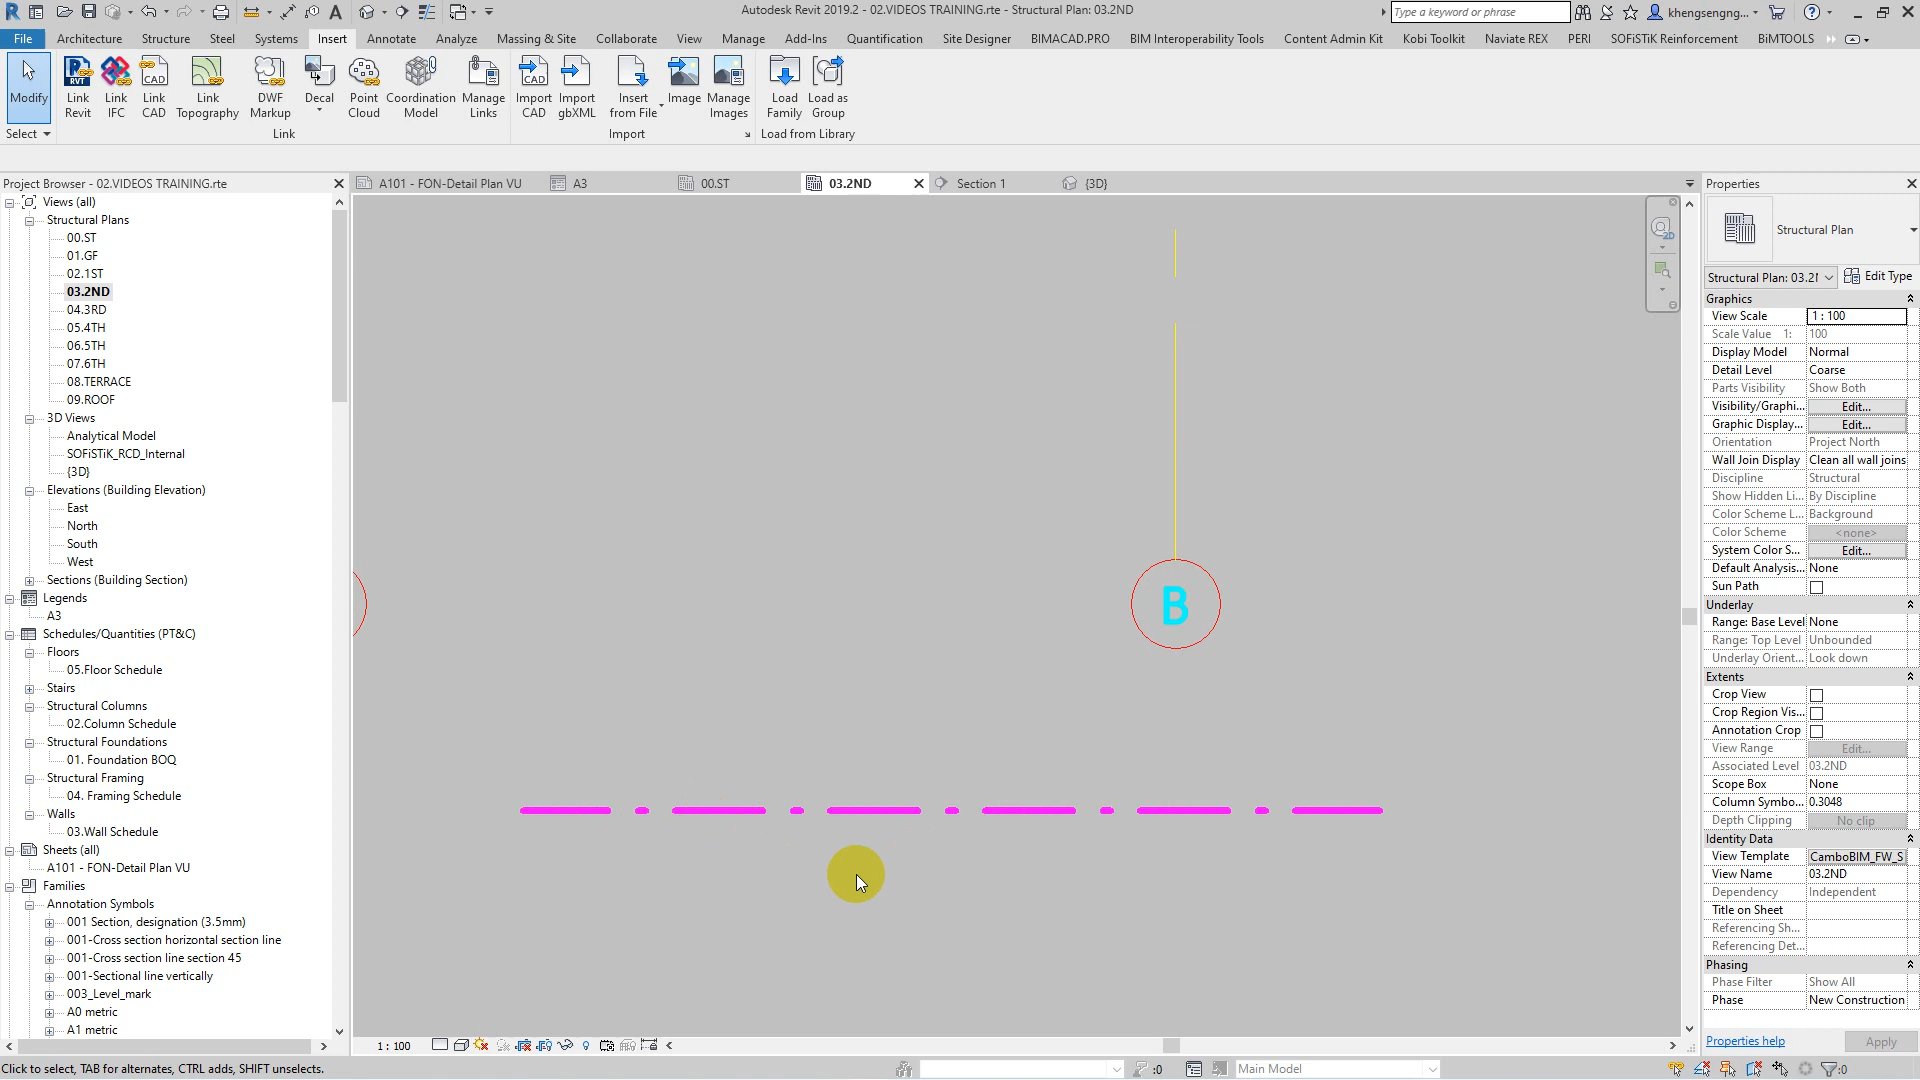 Autodesk Revit 2019.2 - 02.VIDEOS TRAINING.rte - Structural Plan: 03.2ND
Type a keyword or phrase
khengsengng...
File Architecture Structure Steel Systems Insert Annotate Analyze Massing & Site Collaborate View Manage Add-Ins Quantification Site Designer BIMACAD.PRO BIM Interoperability Tools Content Admin Kit Kobi Toolkit Naviate REX PERI SOFiSTiK Reinforcement BiMTOOLS
Modify
Link Revit
Link IFC
Link CAD
Link Topography
DWF Markup
Decal
Point Cloud
Coordination Model
Manage Links
Import CAD
Import gbXML
Insert from File
Image
Manage Images
Load Family
Load as Group
Select Link Import Load from Library
Project Browser - 02.VIDEOS TRAINING.rte
A101 - FON-Detail Plan VU A3 00.ST 03.2ND Section 1 {3D}
Views (all)
Structural Plans
00.ST
01.GF
02.1ST
03.2ND
04.3RD
05.4TH
06.5TH
07.6TH
08.TERRACE
09.ROOF
3D Views
Analytical Model
SOFiSTiK_RCD_Internal
{3D}
Elevations (Building Elevation)
East
North
South
West
Sections (Building Section)
Legends
A3
Schedules/Quantities (PT&C)
Floors
05.Floor Schedule
Stairs
Structural Columns
02.Column Schedule
Structural Foundations
01. Foundation BOQ
Structural Framing
04. Framing Schedule
Walls
03.Wall Schedule
Sheets (all)
A101 - FON-Detail Plan VU
Families
Annotation Symbols
001 Section, designation (3.5mm)
001-Cross section horizontal section line
001-Cross section line section 45
001-Sectional line vertically
003_Level_mark
A0 metric
A1 metric
B
Properties
Structural Plan
Structural Plan: 03.2I Edit Type
Graphics
View Scale 1 : 100
Scale Value 1: 100
Display Model Normal
Detail Level Coarse
Parts Visibility Show Both
Visibility/Graphi... Edit...
Graphic Display... Edit...
Orientation Project North
Wall Join Display Clean all wall joins
Discipline Structural
Show Hidden Li... By Discipline
Color Scheme L... Background
Color Scheme <none>
System Color S... Edit...
Default Analysis... None
Sun Path
Underlay
Range: Base Level None
Range: Top Level Unbounded
Underlay Orient... Look down
Extents
Crop View
Crop Region Vis...
Annotation Crop
View Range Edit...
Associated Level 03.2ND
Scope Box None
Column Symbo... 0.3048
Depth Clipping No clip
Identity Data
View Template CamboBIM_FW_S
View Name 03.2ND
Dependency Independent
Title on Sheet
Referencing Sh...
Referencing Det...
Phasing
Phase Filter Show All
Phase New Construction
Properties help Apply
1 : 100
Click to select, TAB for alternates, CTRL adds, SHIFT unselects.
:0
Main Model
:0